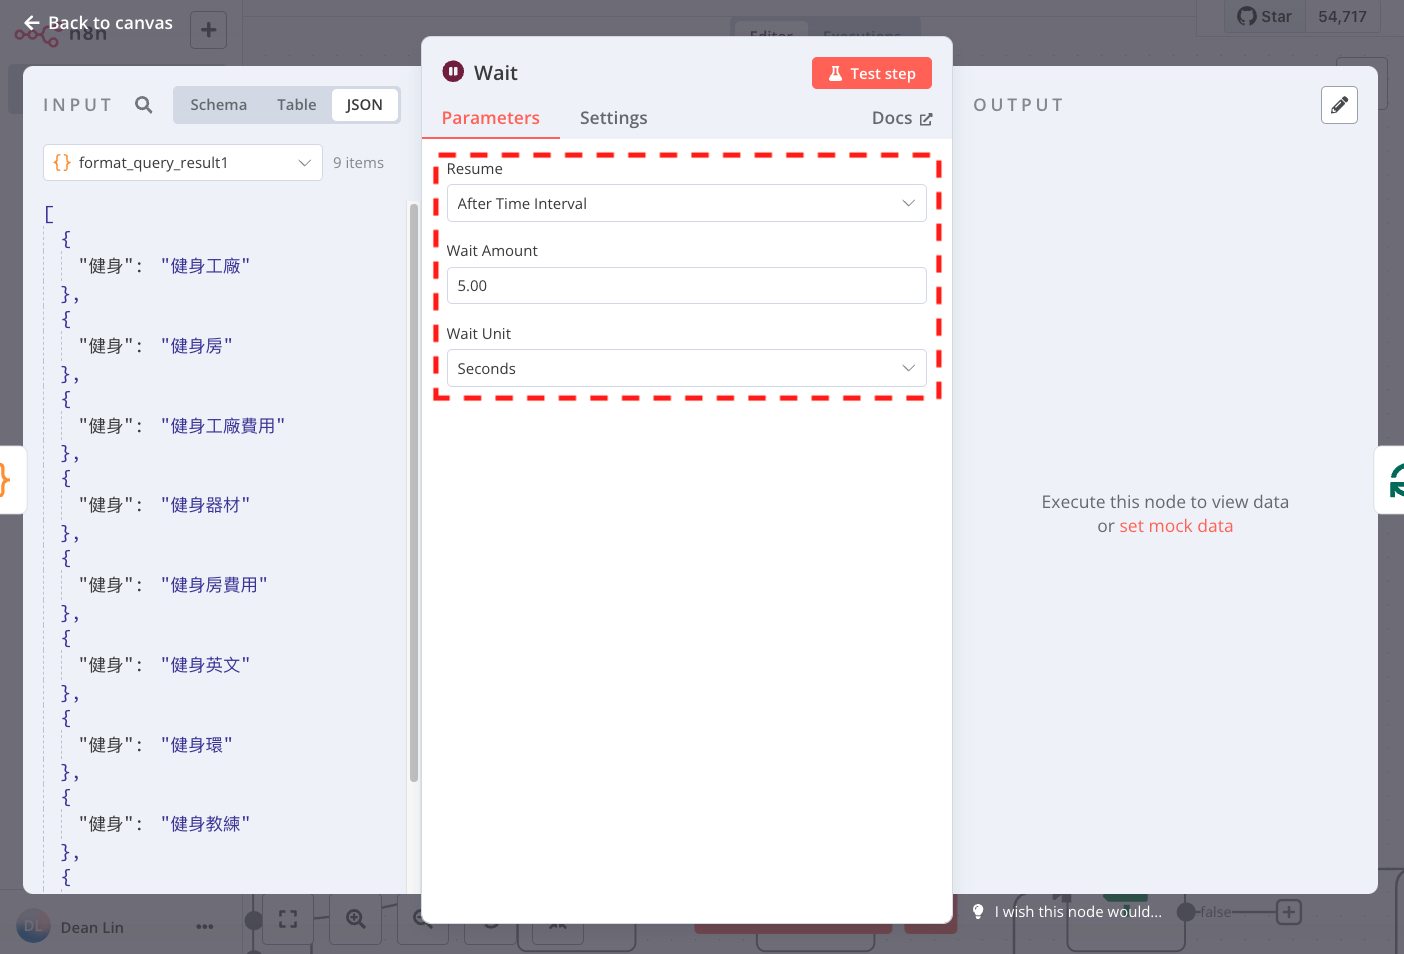 Back to canvas
n8n
Editor
Executions
Star
54,717
INPUT
Schema
Table
JSON
format_query_result1
9 items
[
{
"健身": "健身工廠"
},
{
"健身": "健身房"
},
{
"健身": "健身工廠費用"
},
{
"健身": "健身器材"
},
{
"健身": "健身房費用"
},
{
"健身": "健身英文"
},
{
"健身": "健身環"
},
{
"健身": "健身教練"
},
{
Wait
Test step
Parameters
Settings
Docs
Resume
After Time Interval
Wait Amount
5.00
Wait Unit
Seconds
OUTPUT
Execute this node to view data
or set mock data
}
DL
Dean Lin
I wish this node would...
false